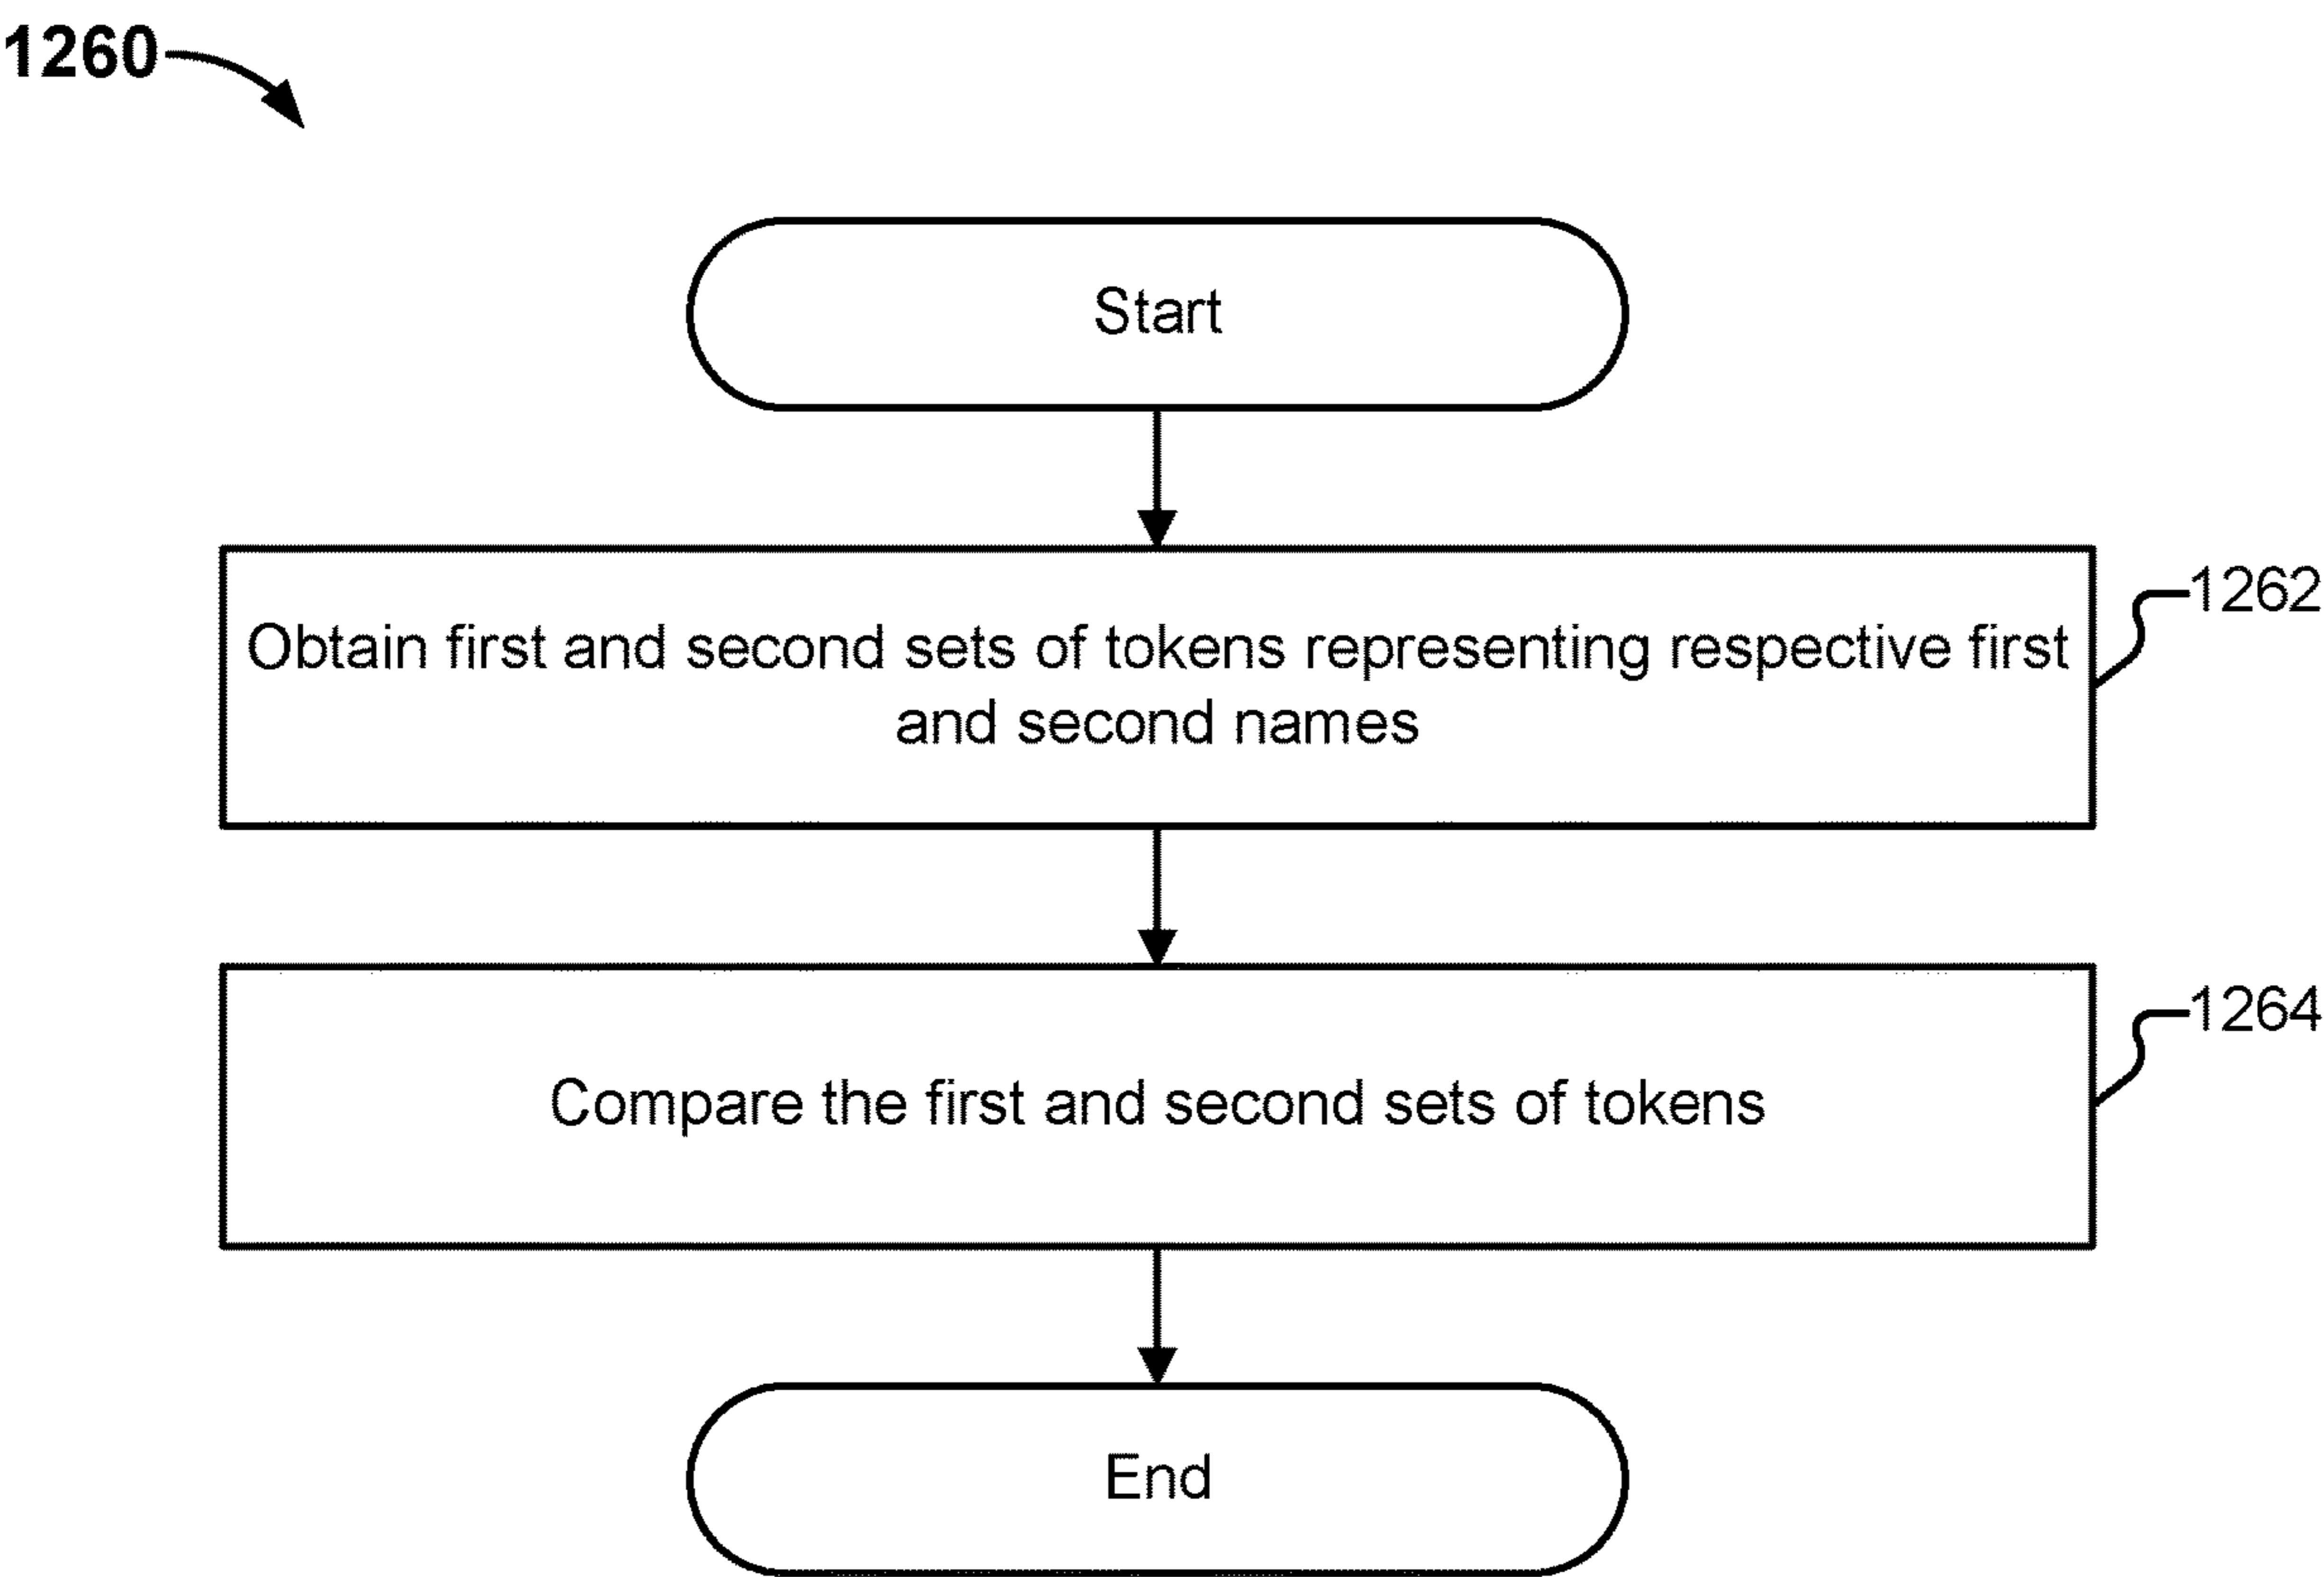 1260
Start
Obtain first and second sets of tokens representing respective first
and second names
1262
Compare the first and second sets of tokens
1264
End